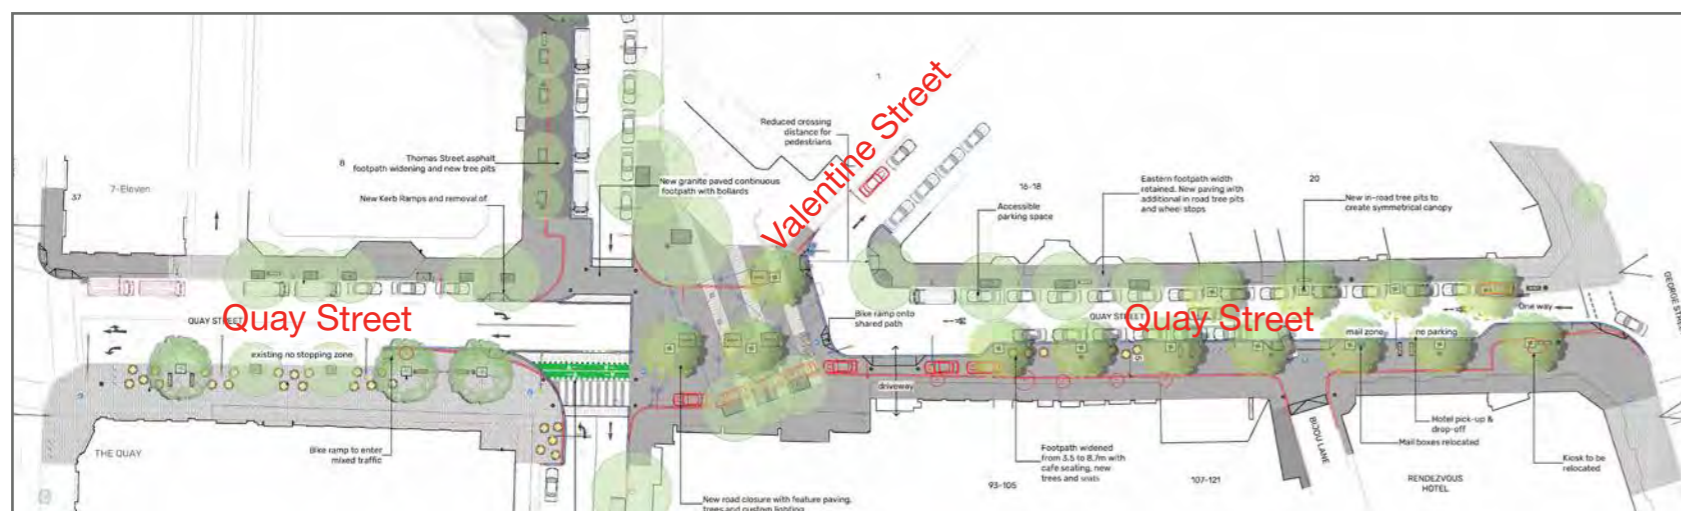 1
Valentine Street
Reduced crossing
distance for
pedestrians
8
Thomas Street asphalt
footpath widening and new tree pits
New granite paved continuous
footpath with bollards
37
7-Eleven
New Kerb Ramps and removal of
16-18
Accessible
parking space
Eastern footpath width
retained. New paving with
additional in road tree pits
and wheel stops
20
New in-road tree pits to
create symmetrical canopy
QUAY STREET
Quay Street
Bike ramp onto
shared path
QUAY STREET
Quay Street
One way
GEORGE STREET
existing no stopping zone
mail zone
no parking
driveway
THE QUAY
Bike ramp to enter
mixed traffic
Footpath widened
from 3.5 to 8.7m with
cafe seating, new
trees and seats
93-105
107-121
BIJOU LANE
Hotel pick-up &
drop-off
Mail boxes relocated
RENDEZVOUS
HOTEL
Kiosk to be
relocated
New road closure with feature paving,
trees and custom lighting